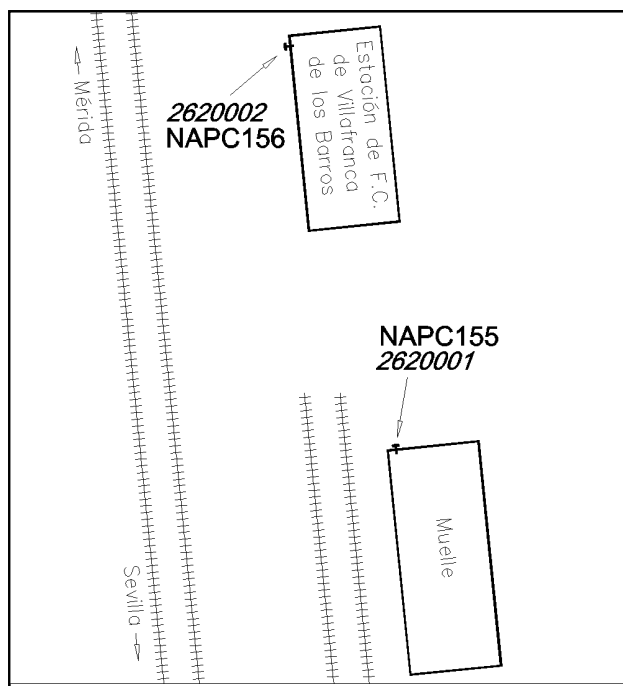 ← Mérida
2620002
NAPC156
Estación de F.C.
de Villafranca
de los Barros
NAPC155
2620001
Muelle
Sevilla →